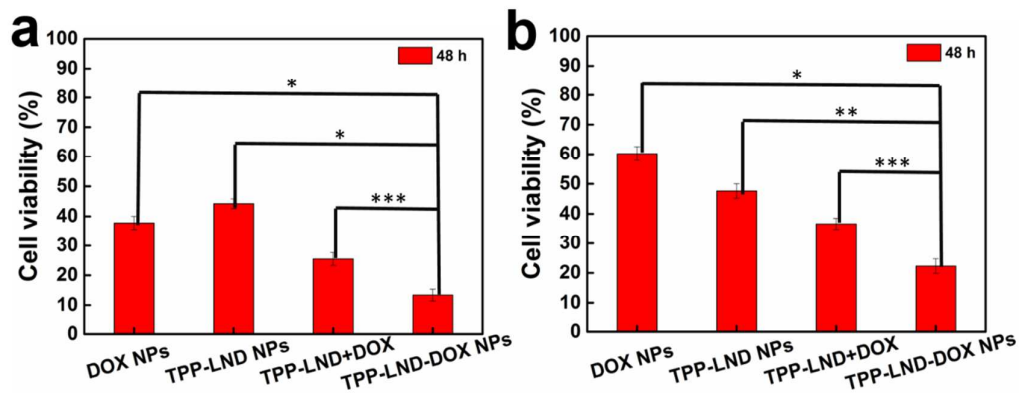 a
Cell viability (%)
100
90
80
70
60
50
40
30
20
10
0
48 h
*
*
***
DOX NPs
TPP-LND NPs
TPP-LND+DOX
TPP-LND-DOX NPs
b
Cell viability (%)
100
90
80
70
60
50
40
30
20
10
0
48 h
*
**
***
DOX NPs
TPP-LND NPs
TPP-LND+DOX
TPP-LND-DOX NPs